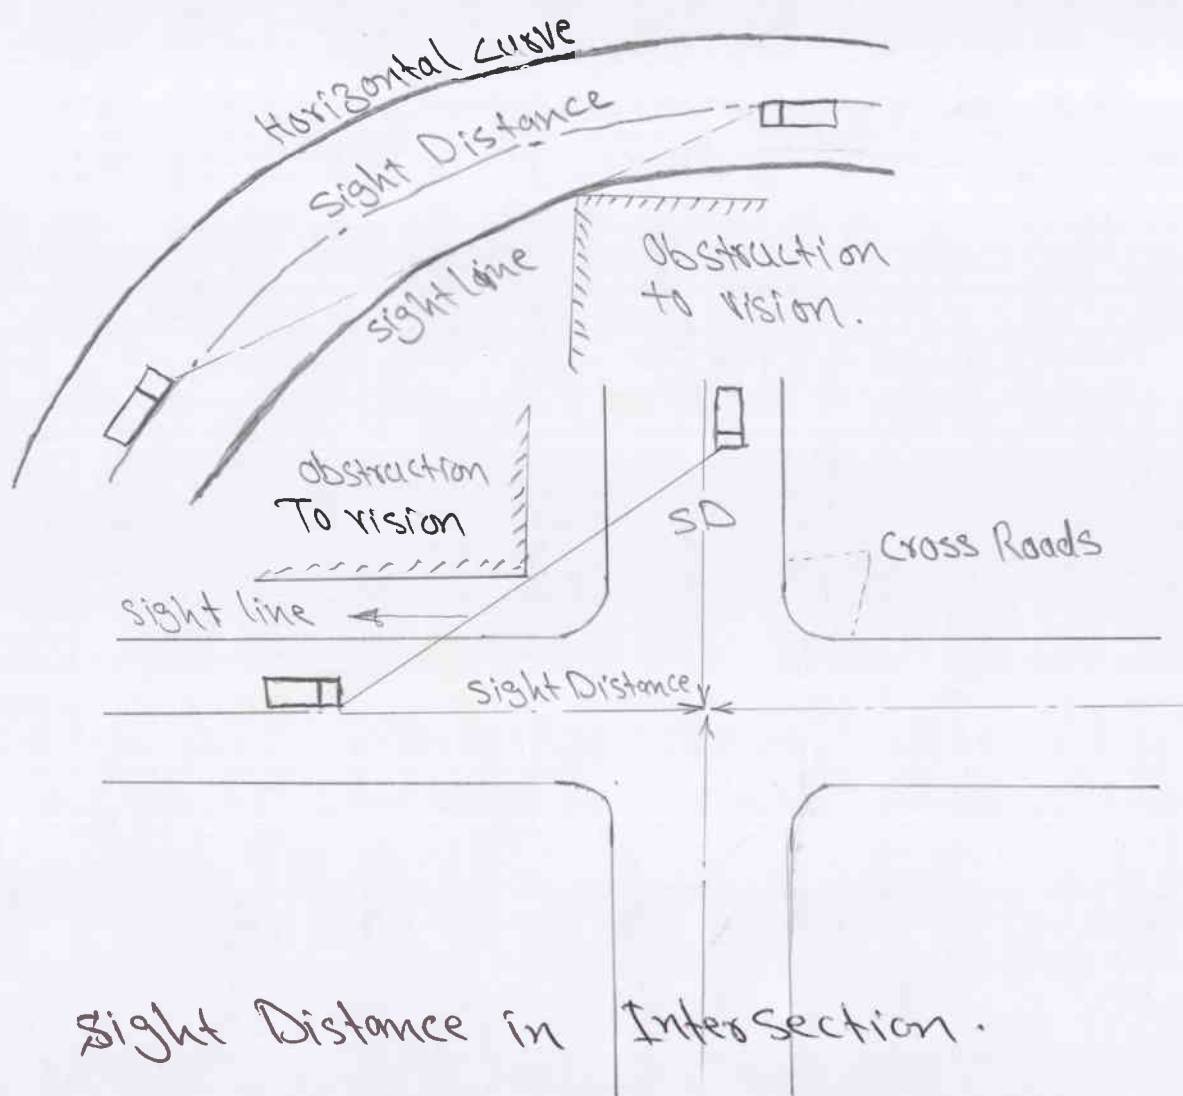 Horizontal Curve
Sight Distance
sight line
Obstruction
to vision.
obstruction
To vision
SD
Cross Roads
sight line
Sight Distance
Sight Distance in Intersection.